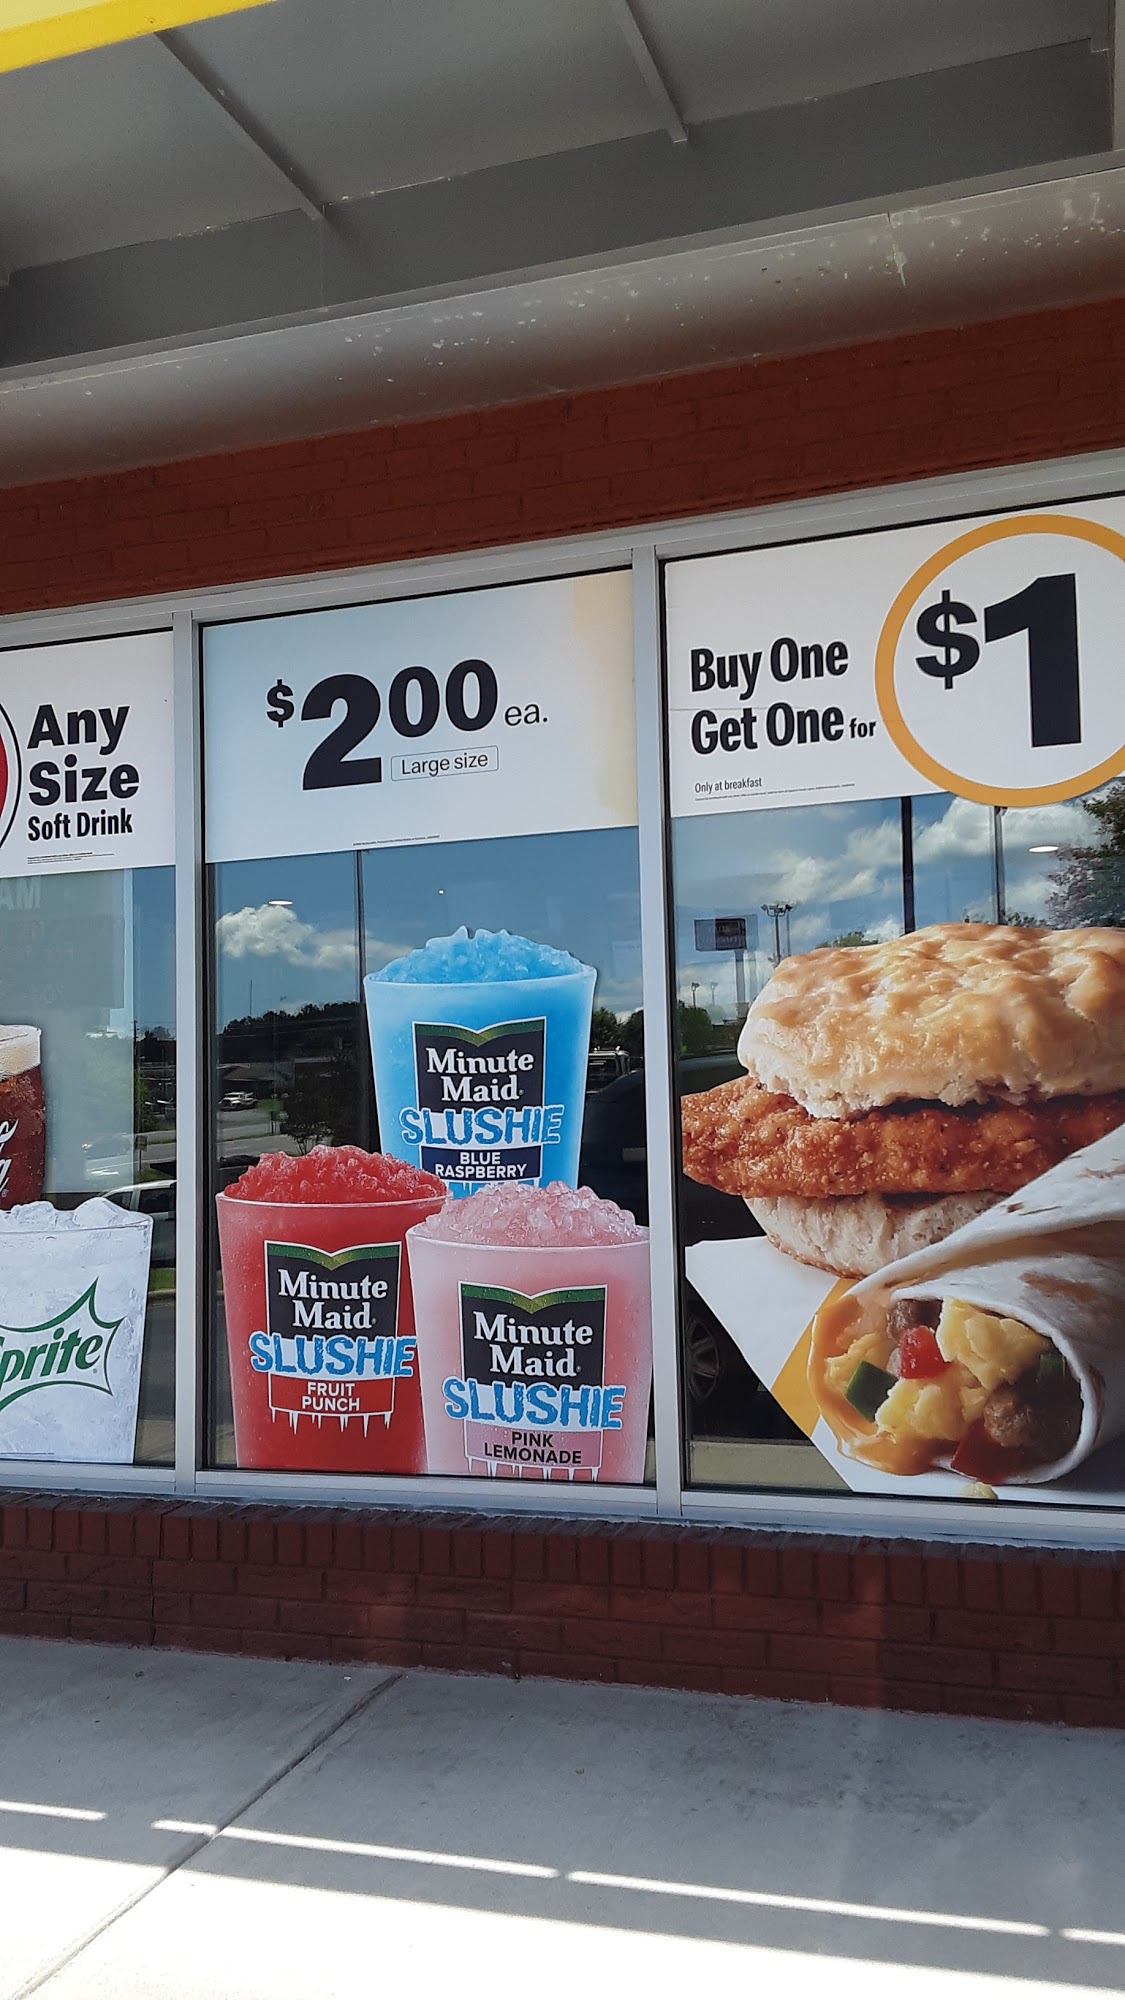 Any
Size
Soft Drink
$2.00 ea.
Large size
Buy One
Get One for
$1
Only at breakfast
Minute
Maid
SLUSHIE
BLUE
RASPBERRY
Minute
Maid
SLUSHIE
FRUIT
PUNCH
Minute
Maid
SLUSHIE
PINK
LEMONADE
prite